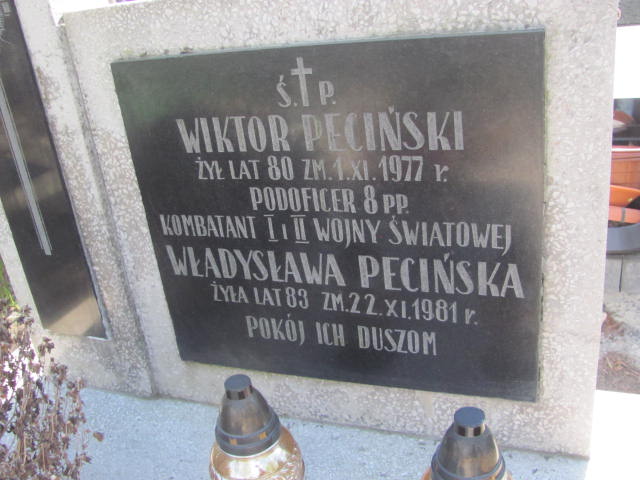 Ś. P.
WIKTOR PECIŃSKI
ŻYŁ LAT 80 ZM. 1. XI. 1977 r.
PODOFICER 8 PP.
KOMBATANT I i II WOJNY ŚWIATOWEJ
WŁADYSŁAWA PECIŃSKA
ŻYŁA LAT 83 ZM. 22. XI. 1981 r.
POKÓJ ICH DUSZOM